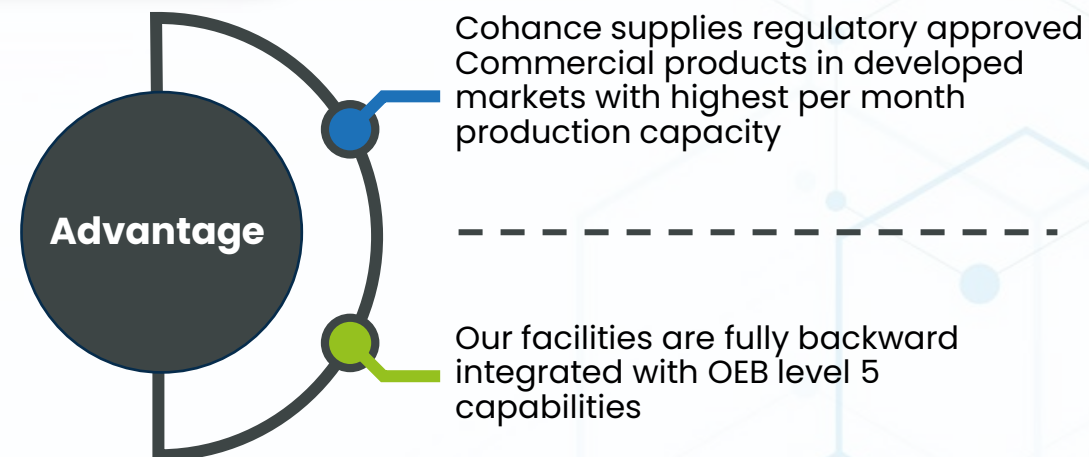 Cohance supplies regulatory approved
Commercial products in developed
markets with highest per month
production capacity
Advantage
Our facilities are fully backward
integrated with OEB level 5
capabilities